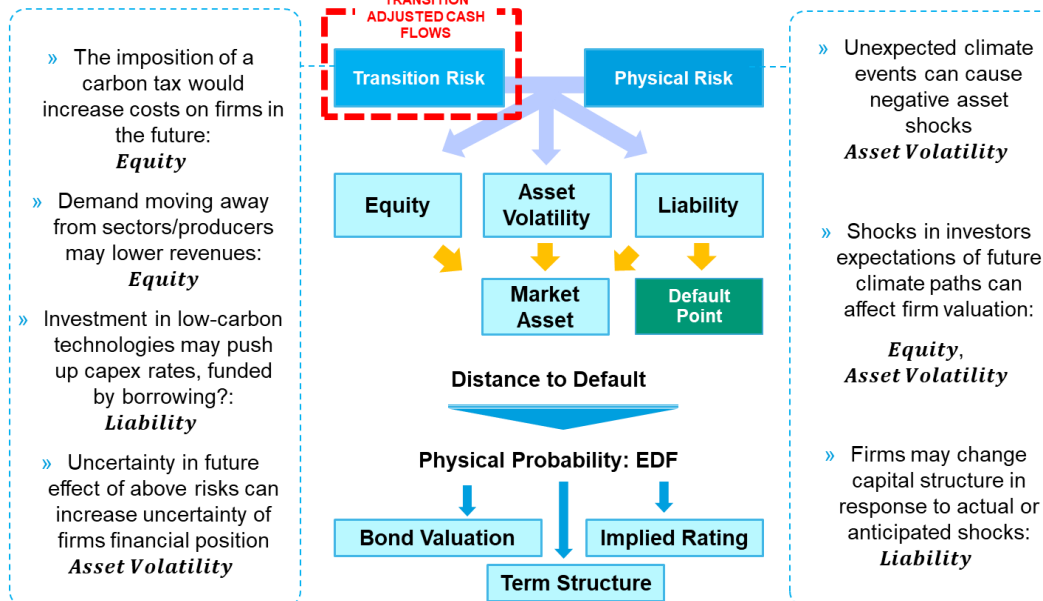 TRANSITION
ADJUSTED CASH
FLOWS
» The imposition of a
carbon tax would
increase costs on firms in
the future:
Equity
» Demand moving away
from sectors/producers
may lower revenues:
Equity
» Investment in low-carbon
technologies may push
up capex rates, funded
by borrowing?:
Liability
» Uncertainty in future
effect of above risks can
increase uncertainty of
firms financial position
Asset Volatility
Transition Risk
Physical Risk
Equity
Asset
Volatility
Liability
Market
Asset
Default
Point
Distance to Default
Physical Probability: EDF
Bond Valuation
Implied Rating
Term Structure
» Unexpected climate
events can cause
negative asset
shocks
Asset Volatility
» Shocks in investors
expectations of future
climate paths can
affect firm valuation:
Equity,
Asset Volatility
» Firms may change
capital structure in
response to actual or
anticipated shocks:
Liability